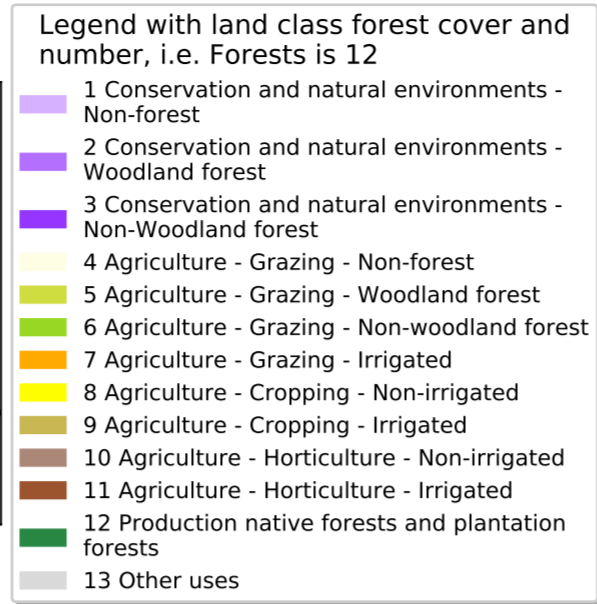 Legend with land class forest cover and
number, i.e. Forests is 12
1 Conservation and natural environments -
Non-forest
2 Conservation and natural environments -
Woodland forest
3 Conservation and natural environments -
Non-Woodland forest
4 Agriculture - Grazing - Non-forest
5 Agriculture - Grazing - Woodland forest
6 Agriculture - Grazing - Non-woodland forest
7 Agriculture - Grazing - Irrigated
8 Agriculture - Cropping - Non-irrigated
9 Agriculture - Cropping - Irrigated
10 Agriculture - Horticulture - Non-irrigated
11 Agriculture - Horticulture - Irrigated
12 Production native forests and plantation
forests
13 Other uses